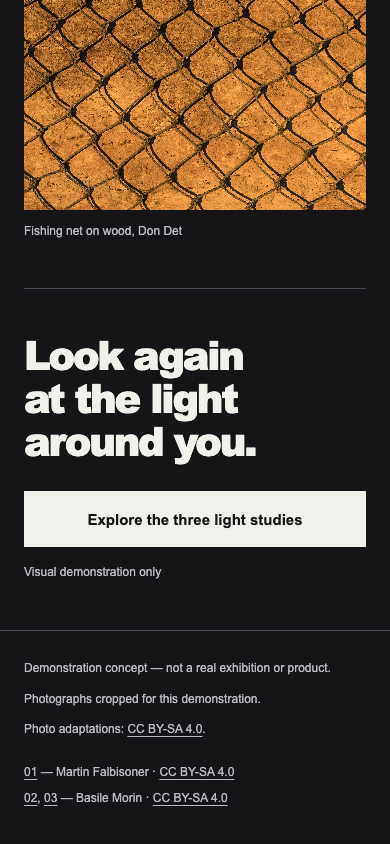 Fishing net on wood, Don Det
Look again
at the light
around you.
Explore the three light studies
Visual demonstration only
Demonstration concept — not a real exhibition or product.
Photographs cropped for this demonstration.
Photo adaptations: CC BY-SA 4.0.
01 — Martin Falbisoner · CC BY-SA 4.0
02, 03 — Basile Morin · CC BY-SA 4.0